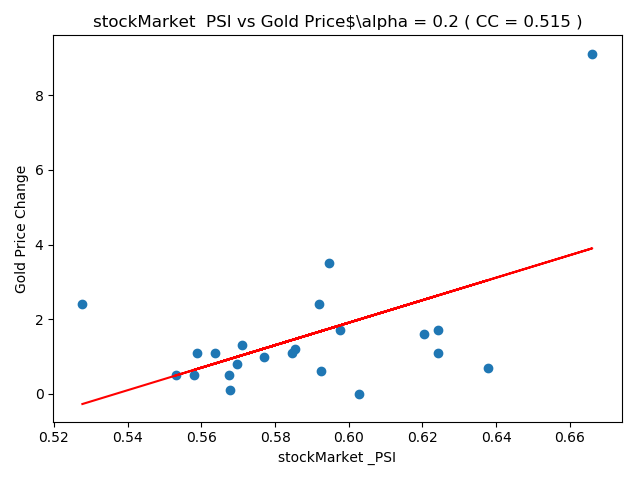 stockMarket  PSI vs Gold Price$\alpha = 0.2 ( CC = 0.515 )
Gold Price Change
8
6
4
2
0
0.52 0.54 0.56 0.58 0.60 0.62 0.64 0.66
stockMarket _PSI